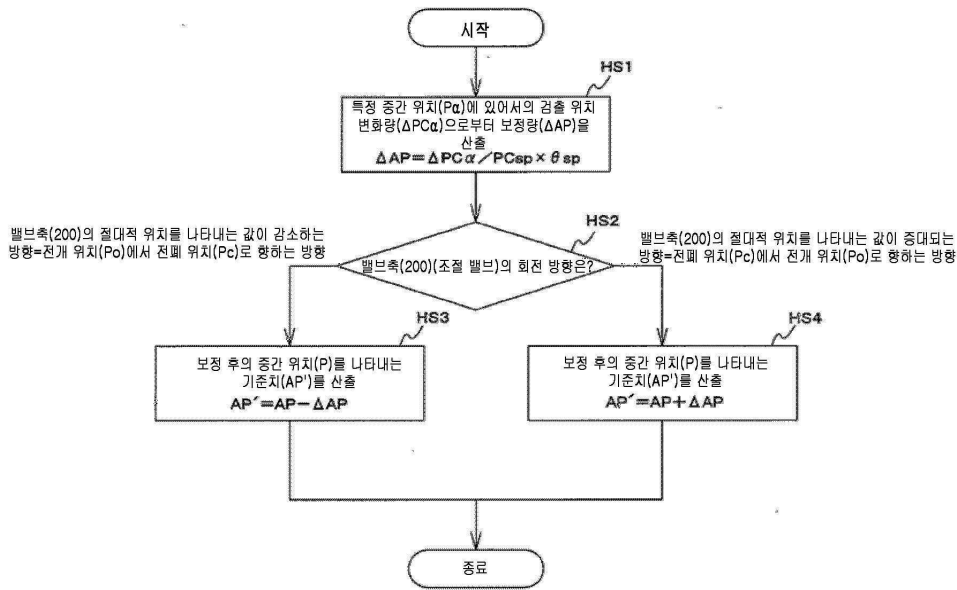 시작
HS1
특정 중간 위치(Pα)에 있어서의 검출 위치
변화량(ΔPCα)으로부터 보정량(ΔAP)을
산출
ΔAP=ΔPCα/PCsp×θsp
HS2
밸브축(200)의 절대적 위치를 나타내는 값이 감소하는
방향=전개 위치(Po)에서 전폐 위치(Pc)로 향하는 방향
밸브축(200)(조절 밸브)의 회전 방향은?
밸브축(200)의 절대적 위치를 나타내는 값이 증대되는
방향=전폐 위치(Pc)에서 전개 위치(Po)로 향하는 방향
HS3
보정 후의 중간 위치(P)를 나타내는
기준치(AP')를 산출
AP´=AP-ΔAP
HS4
보정 후의 중간 위치(P)를 나타내는
기준치(AP')를 산출
AP´=AP+ΔAP
종료